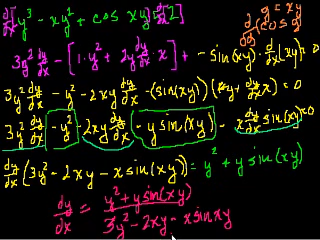 d/dx[y³ - xy² + cos xy] = d/dx[2]
g = xy
d/dg(cos g)
3y² dy/dx - [1·y² + 2y dy/dx · x] + -sin(xy) · d/dx[xy] = 0
3y² dy/dx - y² - 2xy dy/dx - (sin(xy))(y + dy/dx x) = 0
3y² dy/dx - y² - 2xy dy/dx - y sin(xy) - x dy/dx sin(xy) = 0
dy/dx (3y² - 2xy - x sin(xy)) = y² + y sin(xy)
dy/dx = y² + y sin(xy) / 3y² - 2xy - x sin xy